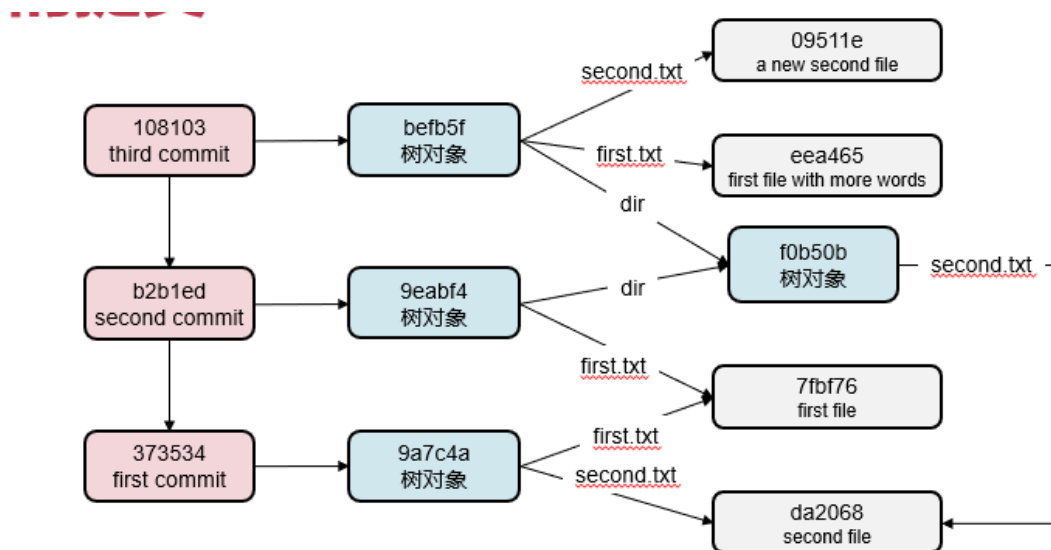 09511e
a new second file
second.txt
108103
third commit
befb5f
树对象
first.txt
eea465
first file with more words
dir
f0b50b
树对象
second.txt
b2b1ed
second commit
9eabf4
树对象
dir
first.txt
7fbf76
first file
first.txt
373534
first commit
9a7c4a
树对象
second.txt
da2068
second file